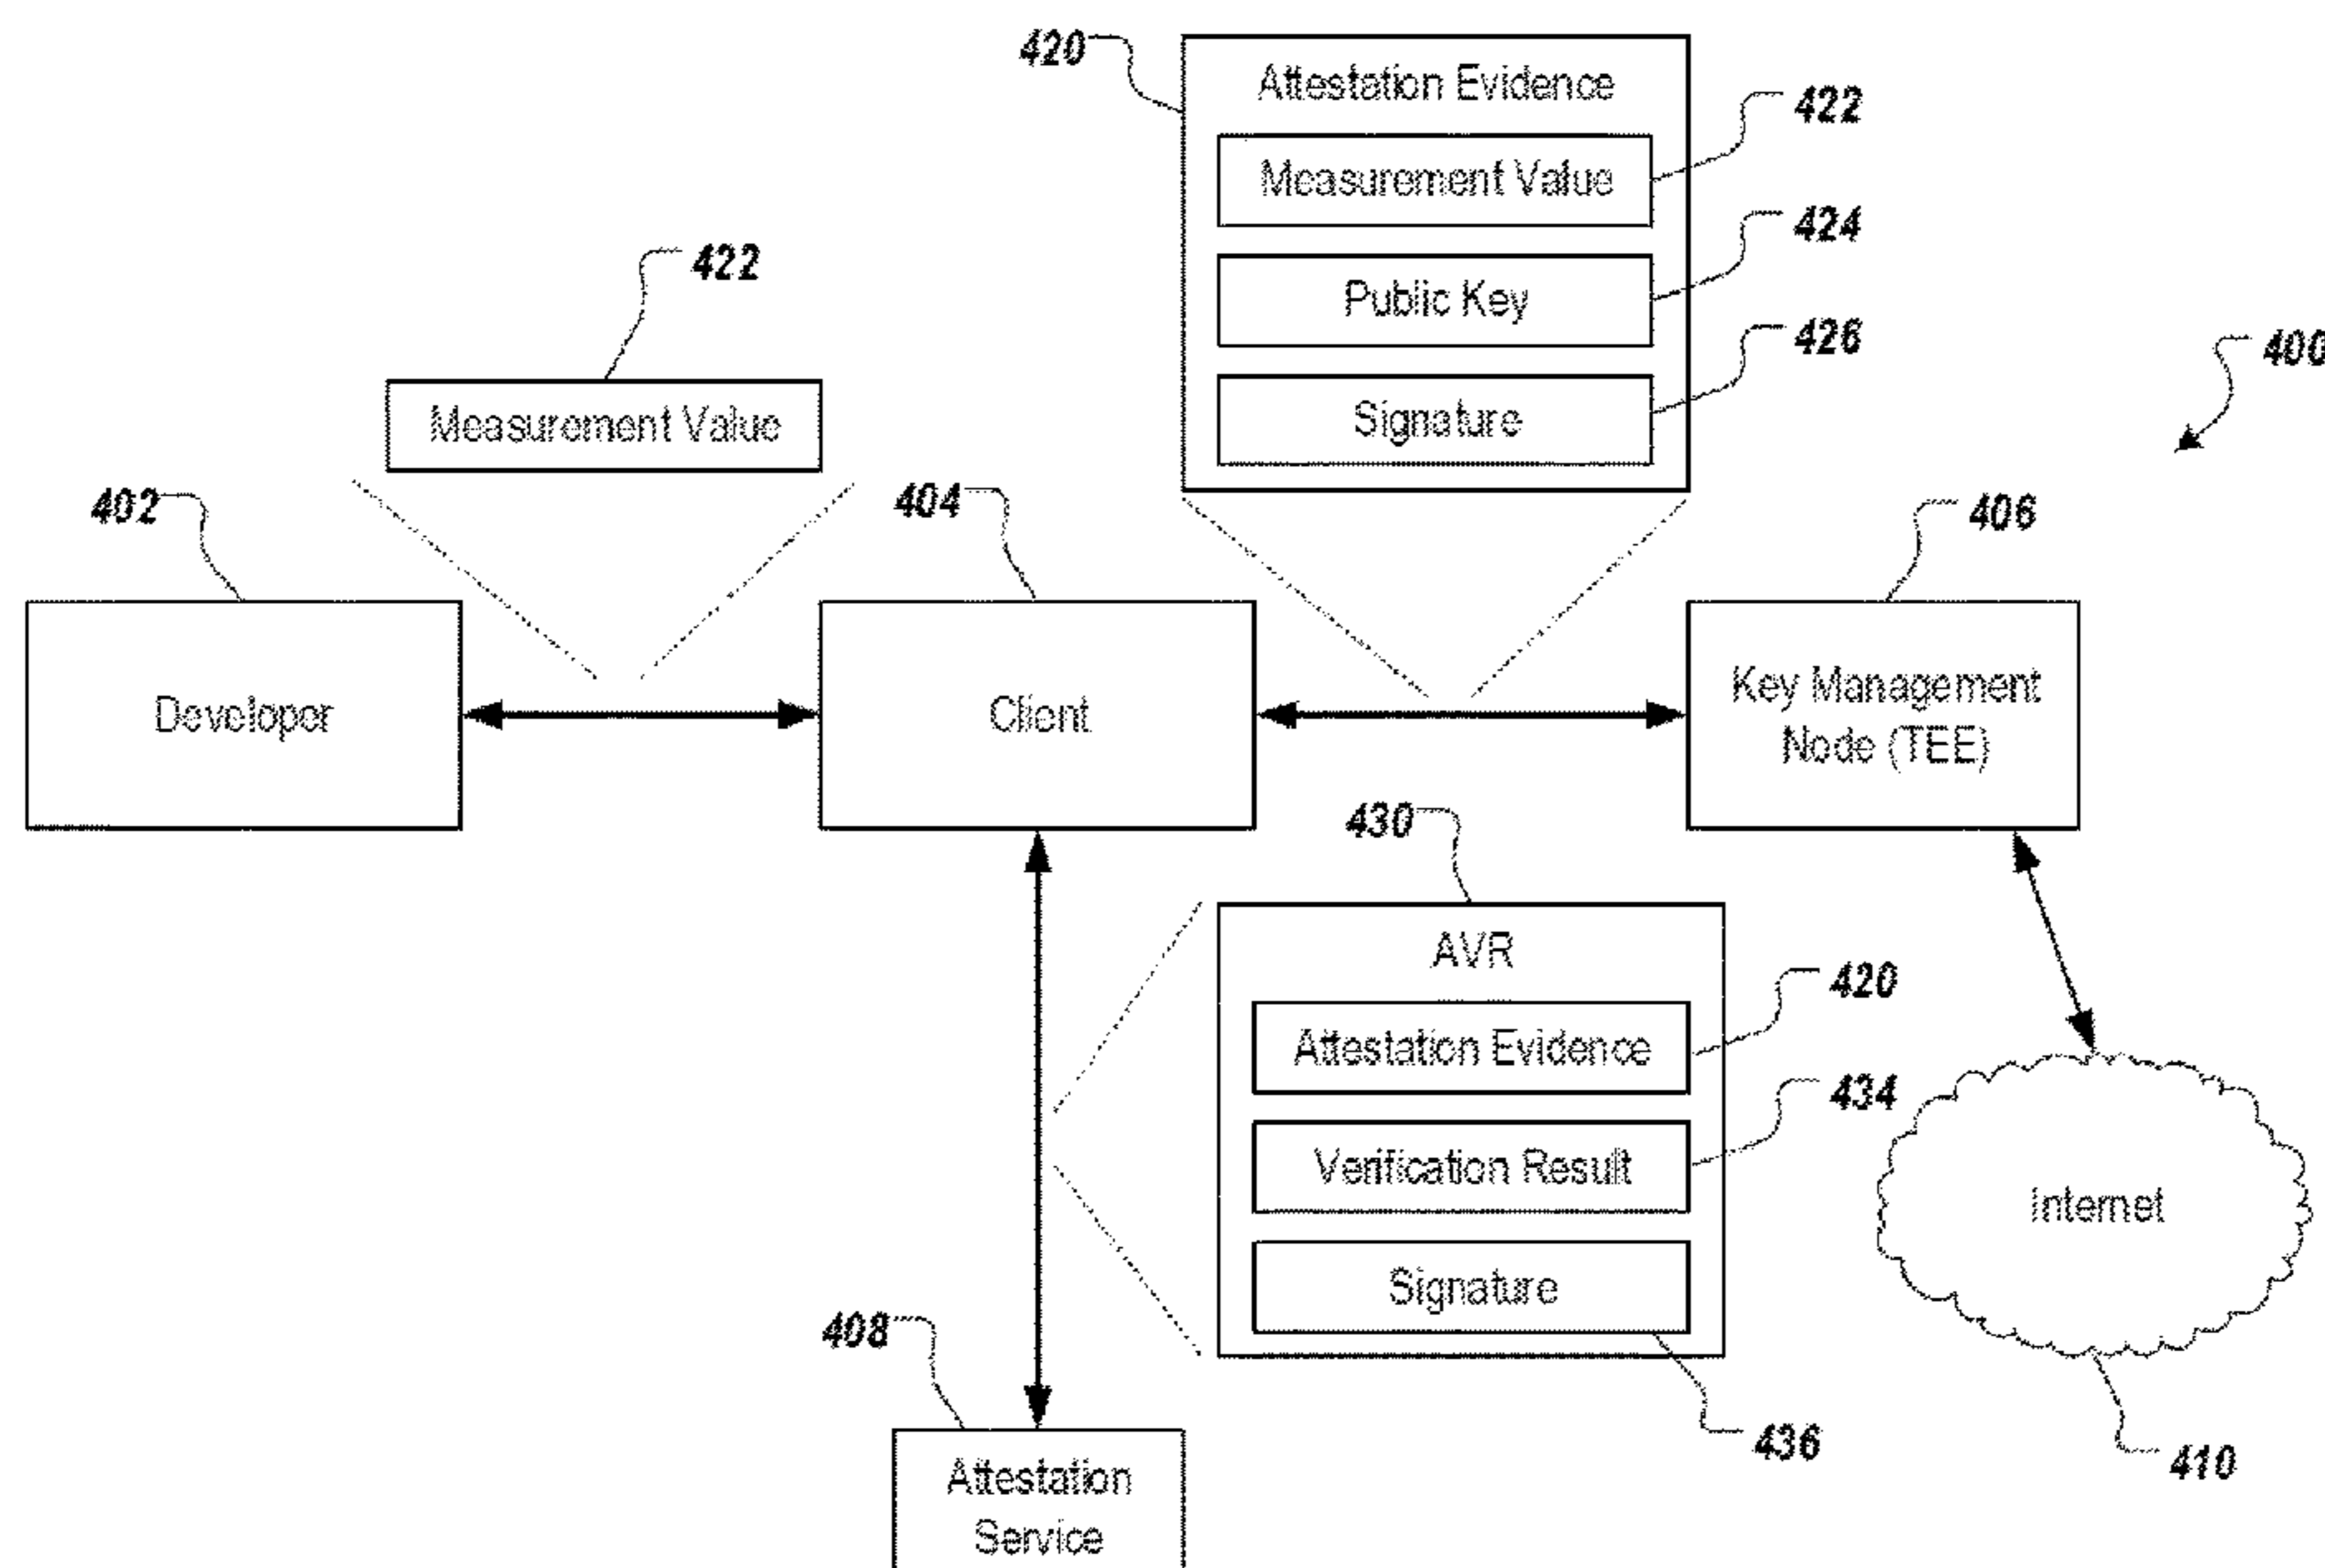 420
Attestation Evidence
422
Measurement Value
424
Public Key
426
Signature
422
Measurement Value
400
402
404
406
Developer
Client
Key Management
Node (TEE)
430
AVR
420
Attestation Evidence
434
Verification Result
Signature
436
Internet
410
408
Attestation
Service